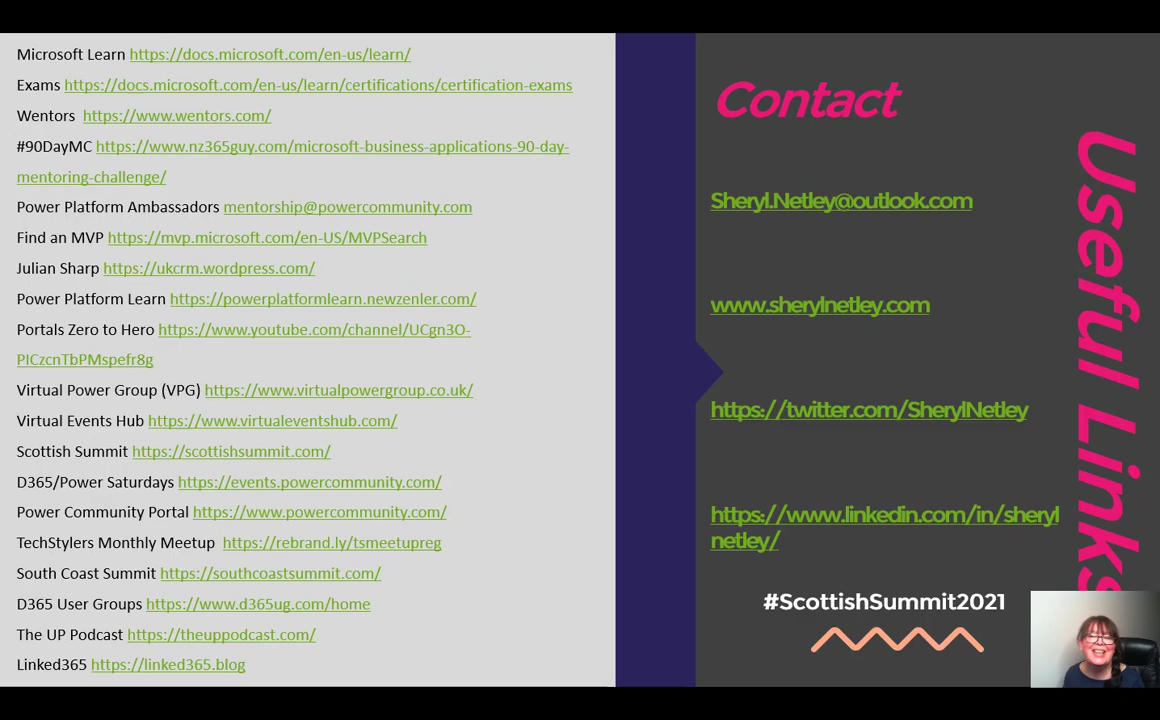 Microsoft Learn https://docs.microsoft.com/en-us/learn/
Exams https://docs.microsoft.com/en-us/learn/certifications/certification-exams
Wentors https://www.wentors.com/
#90DayMC https://www.nz365guy.com/microsoft-business-applications-90-day-
mentoring-challenge/
Power Platform Ambassadors mentorship@powercommunity.com
Find an MVP https://mvp.microsoft.com/en-US/MVPSearch
Julian Sharp https://ukcrm.wordpress.com/
Power Platform Learn https://powerplatformlearn.newzenler.com/
Portals Zero to Hero https://www.youtube.com/channel/UCgn3O-
PICzcnTbPMspefr8g
Virtual Power Group (VPG) https://www.virtualpowergroup.co.uk/
Virtual Events Hub https://www.virtualeventshub.com/
Scottish Summit https://scottishsummit.com/
D365/Power Saturdays https://events.powercommunity.com/
Power Community Portal https://www.powercommunity.com/
TechStylers Monthly Meetup https://rebrand.ly/tsmeetupreg
South Coast Summit https://southcoastsummit.com/
D365 User Groups https://www.d365ug.com/home
The UP Podcast https://theuppodcast.com/
Linked365 https://linked365.blog
Contact
Sheryl.Netley@outlook.com
www.sherylnetley.com
https://twitter.com/SherylNetley
https://www.linkedin.com/in/sheryl
netley/
#ScottishSummit2021
Useful Links